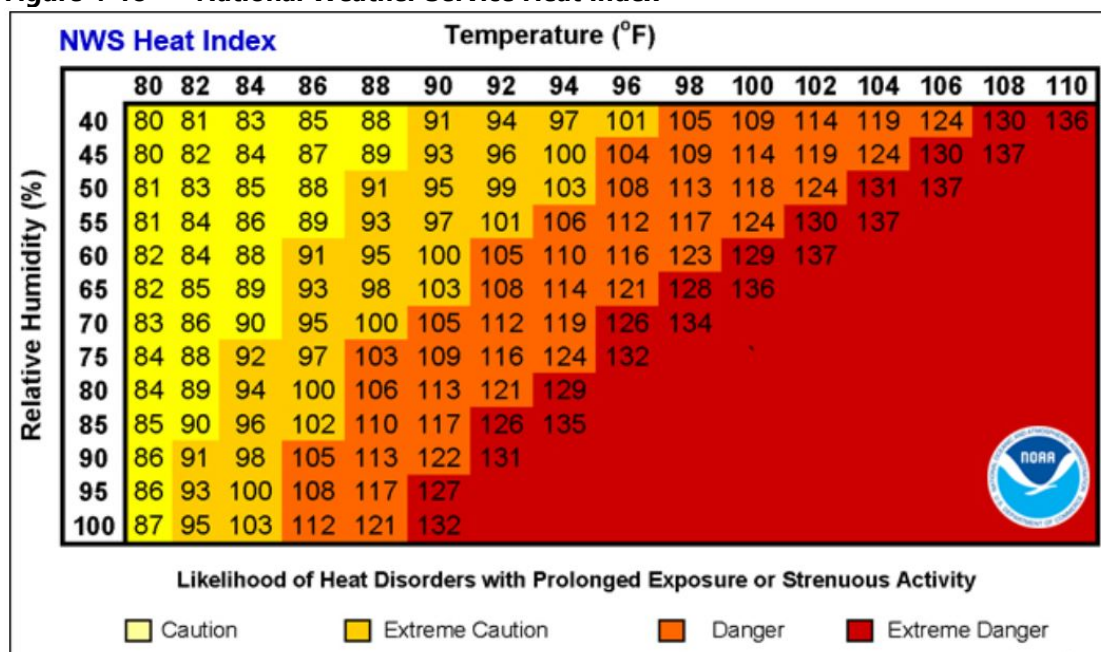 NWS Heat Index Temperature (°F)
80 82 84 86 88 90 92 94 96 98 100 102 104 106 108 110
40 80 81 83 85 88 91 94 97 101 105 109 114 119 124 130 136
45 80 82 84 87 89 93 96 100 104 109 114 119 124 130 137
50 81 83 85 88 91 95 99 103 108 113 118 124 131 137
55 81 84 86 89 93 97 101 106 112 117 124 130 137
60 82 84 88 91 95 100 105 110 116 123 129 137
65 82 85 89 93 98 103 108 114 121 128 136
70 83 86 90 95 100 105 112 119 126 134
75 84 88 92 97 103 109 116 124 132
80 84 89 94 100 106 113 121 129
85 85 90 96 102 110 117 126 135
90 86 91 98 105 113 122 131
95 86 93 100 108 117 127
100 87 95 103 112 121 132
Relative Humidity (%)
NOAA
Likelihood of Heat Disorders with Prolonged Exposure or Strenuous Activity
Caution Extreme Caution Danger Extreme Danger